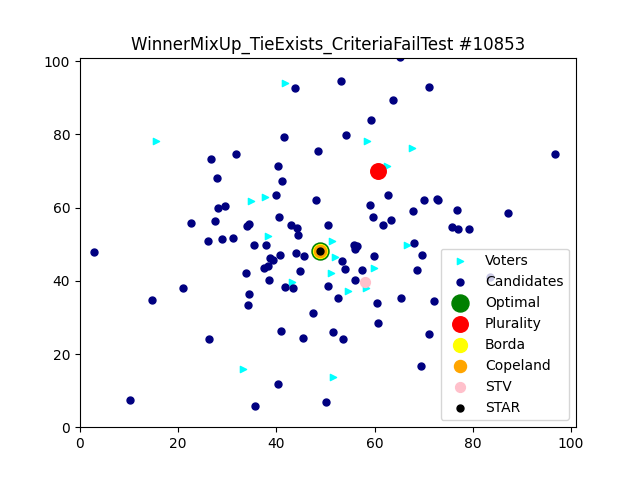 WinnerMixUp_TieExists_CriteriaFailTest #10853
100
80
60
40
20
0
0 20 40 60 80 100
Voters
Candidates
Optimal
Plurality
Borda
Copeland
STV
STAR